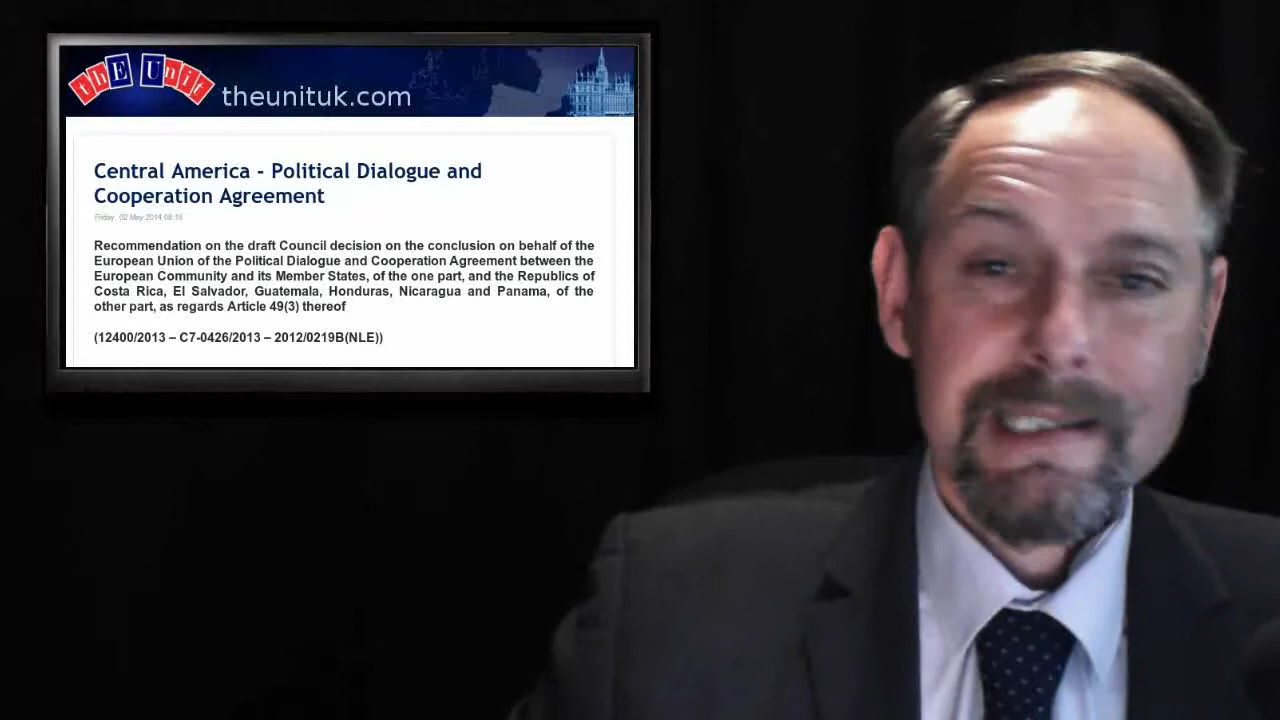 thE Unit
theunituk.com
Central America - Political Dialogue and
Cooperation Agreement
Friday, 02 May 2014 08:19
Recommendation on the draft Council decision on the conclusion on behalf of the
European Union of the Political Dialogue and Cooperation Agreement between the
European Community and its Member States, of the one part, and the Republics of
Costa Rica, El Salvador, Guatemala, Honduras, Nicaragua and Panama, of the
other part, as regards Article 49(3) thereof
(12400/2013 – C7-0426/2013 – 2012/0219B(NLE))